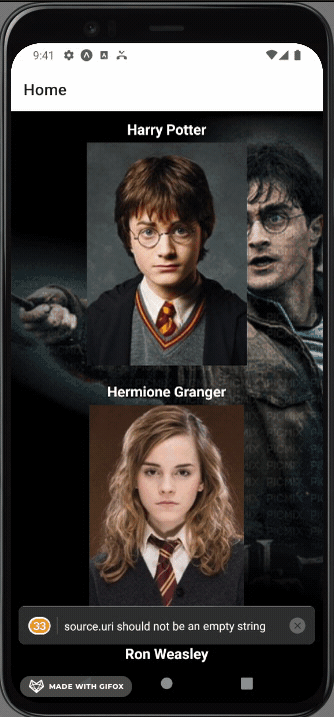 9:41
Home
Harry Potter
Hermione Granger
33 source.uri should not be an empty string
Ron Weasley
MADE WITH GIFOX